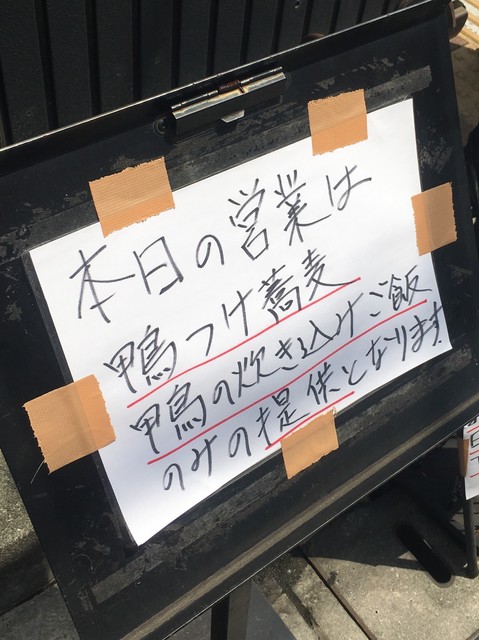 本日の営業は
鴨つけ蕎麦
鴨の炊き込みご飯
のみの提供となります